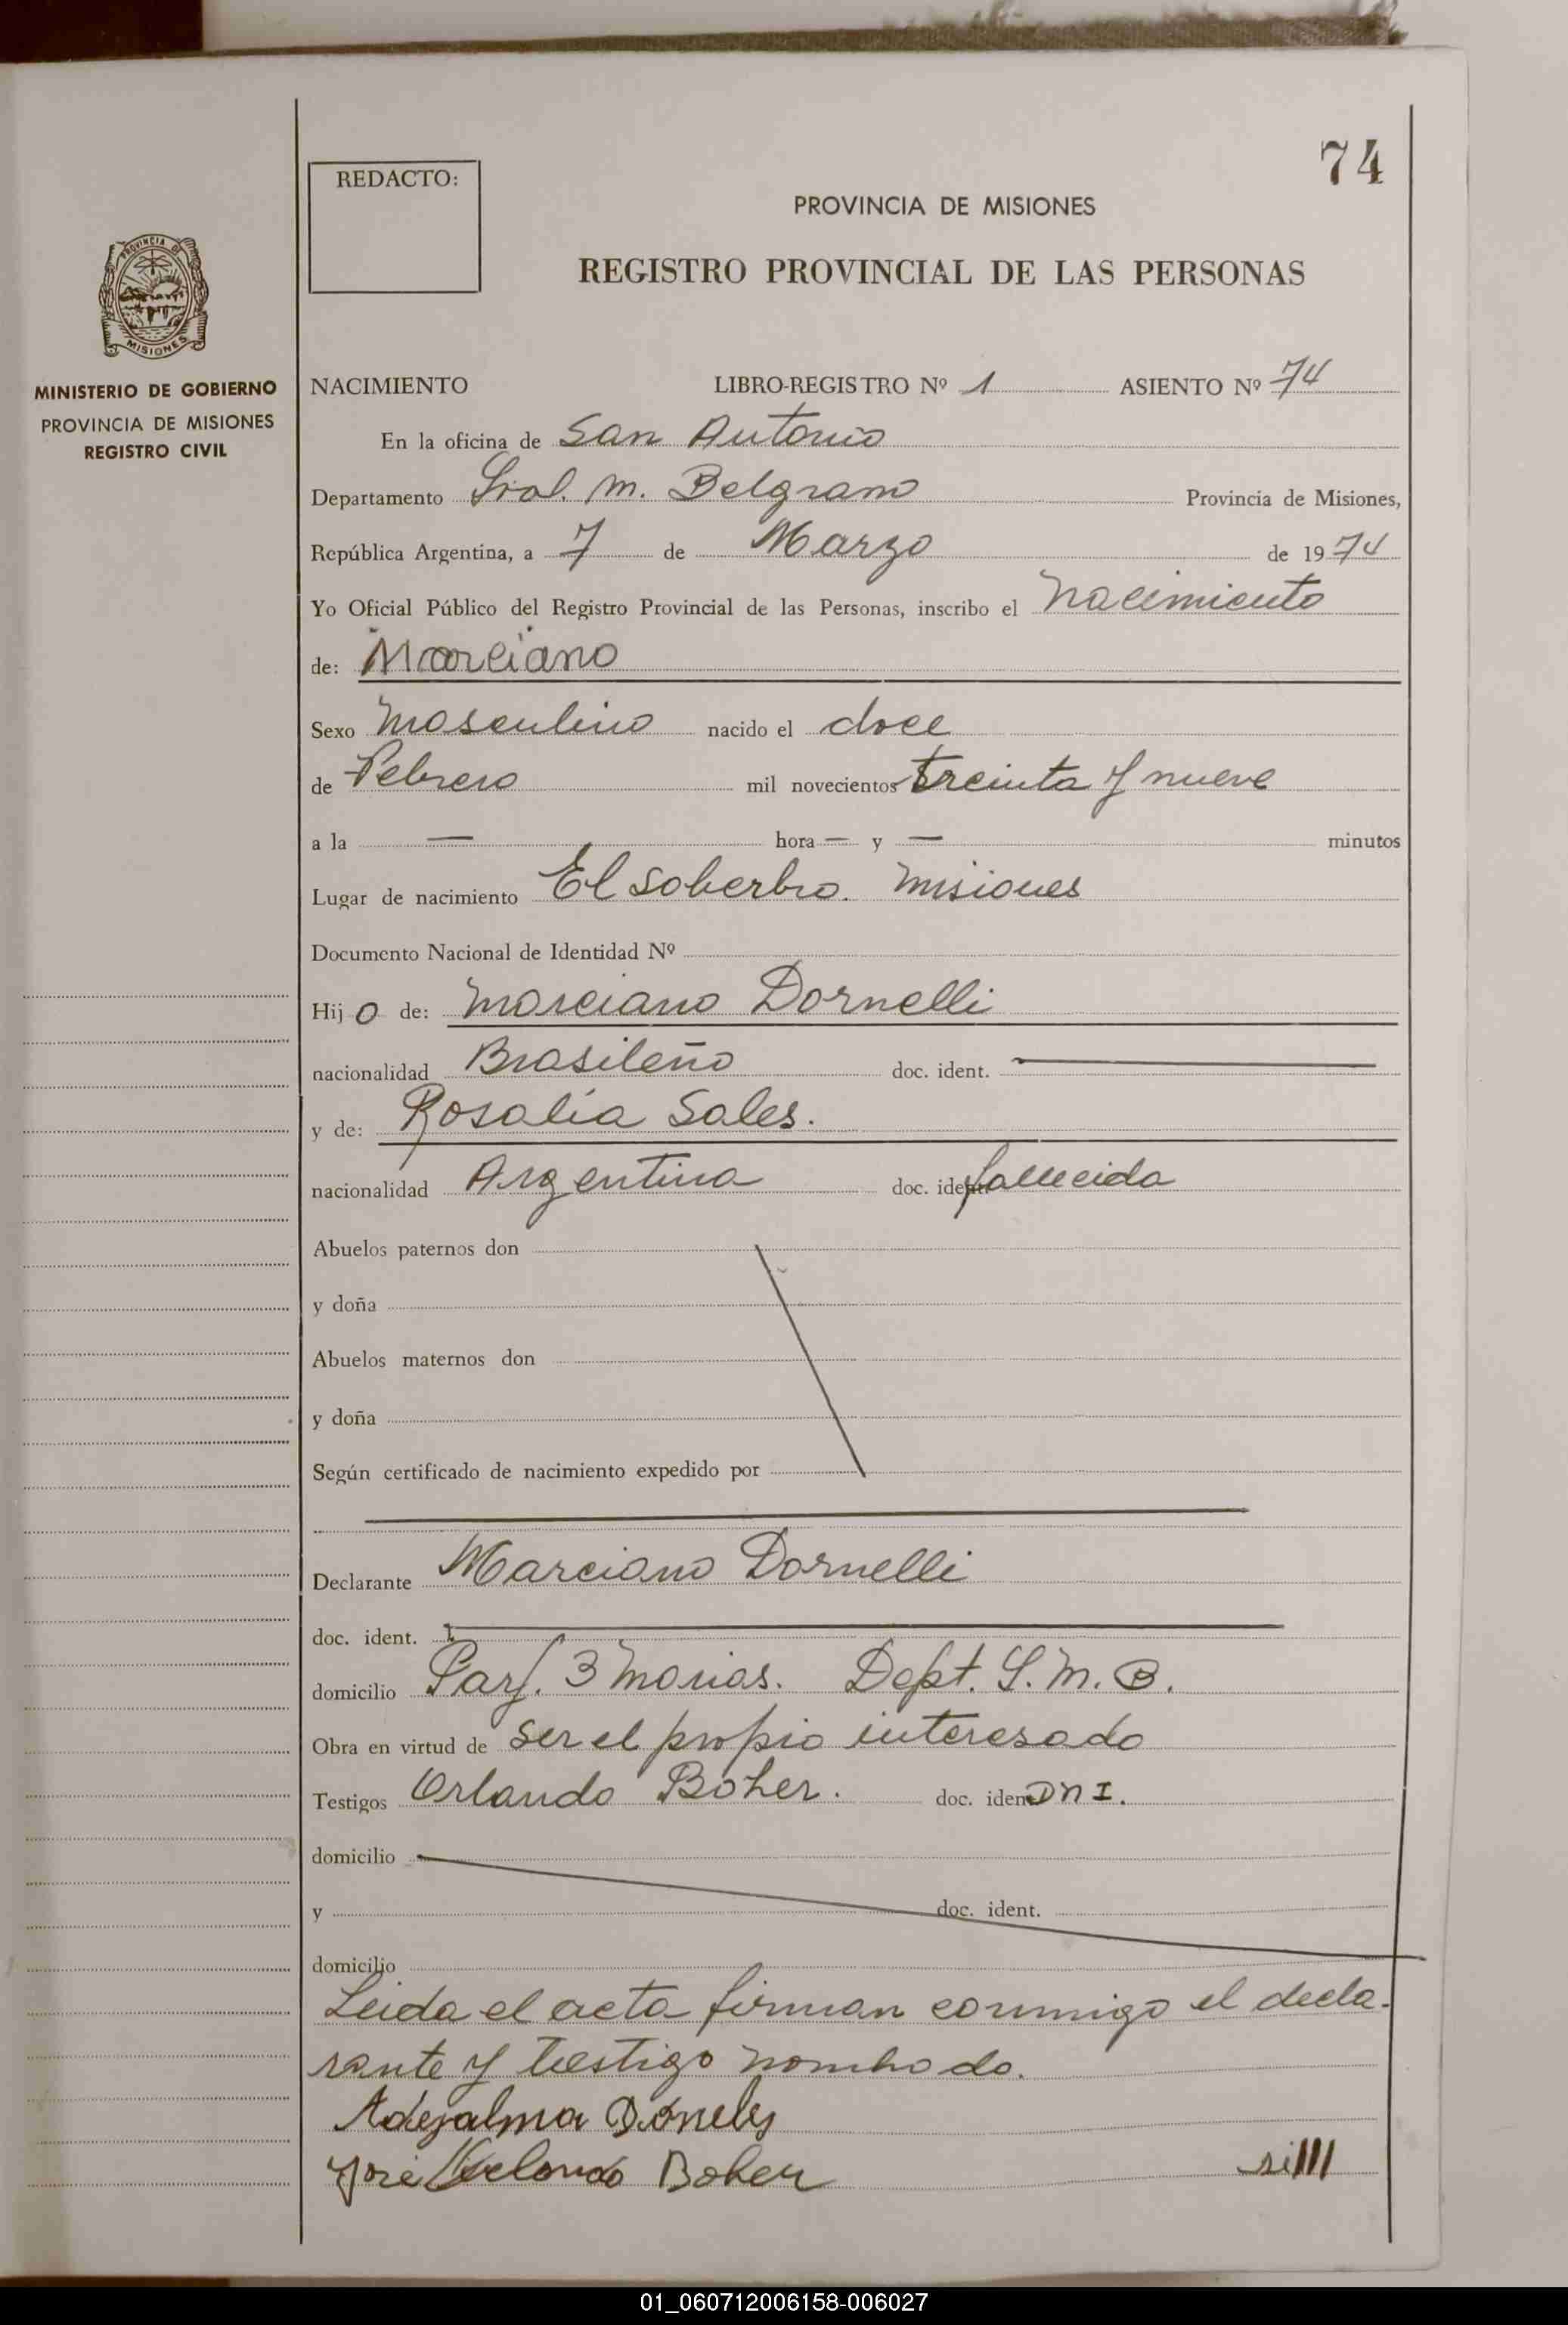 74
REDACTO:
PROVINCIA DE MISIONES
REGISTRO PROVINCIAL DE LAS PERSONAS
PROVINCIA DE
MISIONES
MINISTERIO DE GOBIERNO
PROVINCIA DE MISIONES
REGISTRO CIVIL
NACIMIENTO LIBRO-REGISTRO Nº 1 ASIENTO Nº 74
En la oficina de San Antonio
Departamento Gral. M. Belgrano Provincia de Misiones,
República Argentina, a 7 de Marzo de 1974
Yo Oficial Público del Registro Provincial de las Personas, inscribo el nacimiento
de: Marciano
Sexo Masculino nacido el doce
de Febrero mil novecientos treinta y nueve
a la — hora — y — minutos
Lugar de nacimiento El Soberbio. Misiones
Documento Nacional de Identidad Nº
Hijo de: Marciano Dornelli
nacionalidad Brasileño doc. ident.
y de: Rosalía Sales.
nacionalidad Argentina doc. ident. fallecida
Abuelos paternos don
y doña
Abuelos maternos don
y doña
Según certificado de nacimiento expedido por
Declarante Marciano Dornelli
doc. ident.
domicilio Parj. 3 Marias. Dept. G. M. B.
Obra en virtud de ser el propio interesado
Testigos Orlando Boher. doc. ident. DNI.
domicilio
y doc. ident.
domicilio
Leida el acta firman conmigo el decla-
rante y testigo nombrado.
Adejalma Dorneles
José Orlando Boher
01_060712006158-006027